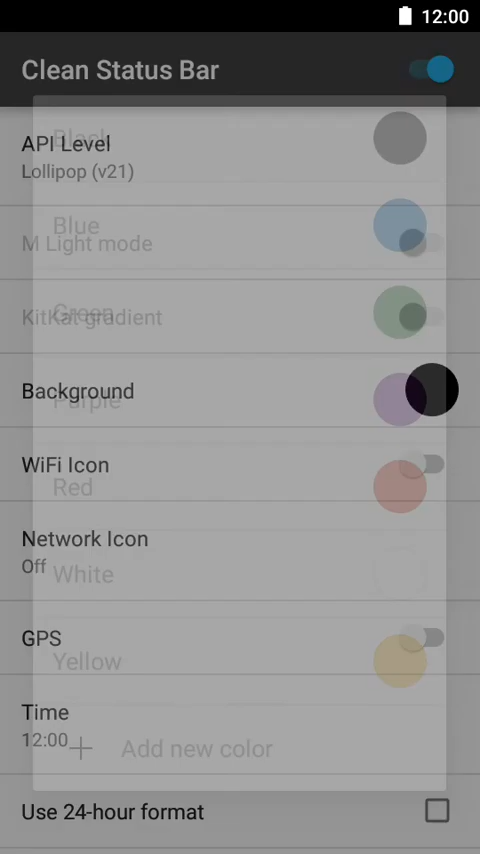 12:00
Clean Status Bar
Black
API Level
Lollipop (v21)
Blue
M Light mode
Green
KitKat gradient
Background
Purple
WiFi Icon
Red
Network Icon
Off
White
GPS
Yellow
Time
12:00
Add new color
Use 24-hour format